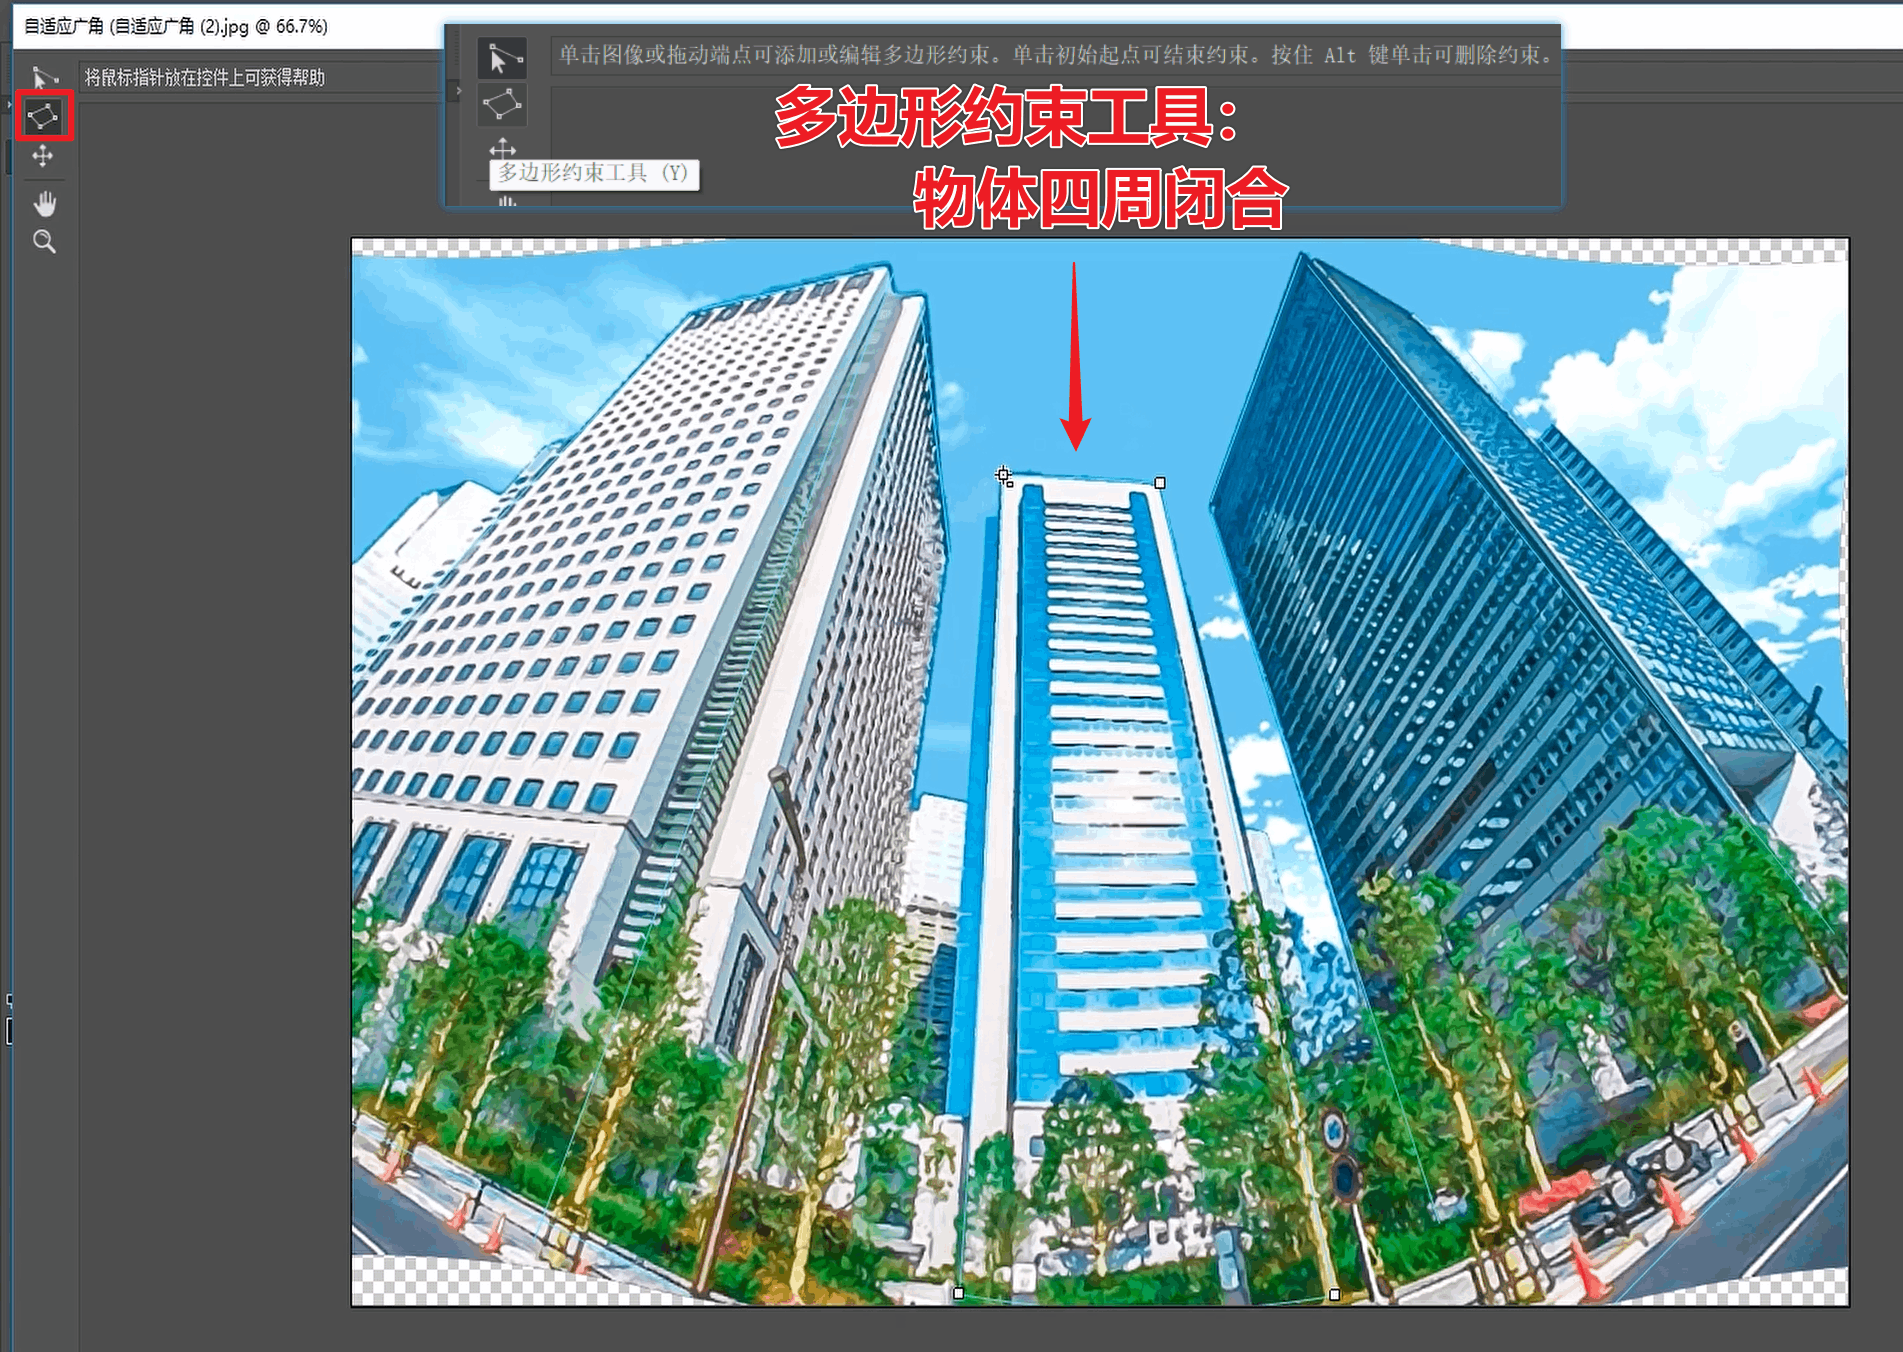 自适应广角 (自适应广角 (2).jpg @ 66.7%)
将鼠标指针放在控件上可获得帮助
单击图像或拖动端点可添加或编辑多边形约束。单击初始起点可结束约束。按住 Alt 键单击可删除约束。
多边形约束工具：
多边形约束工具 (Y)
物体四周闭合